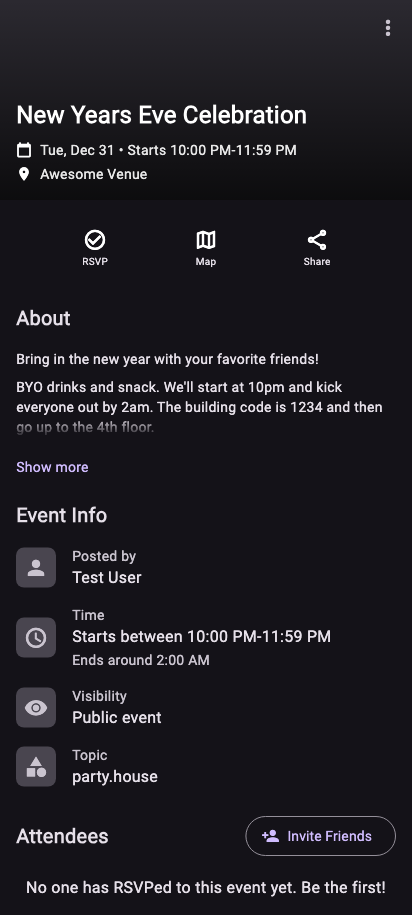 New Years Eve Celebration
Tue, Dec 31 • Starts 10:00 PM-11:59 PM
Awesome Venue
RSVP Map Share
About
Bring in the new year with your favorite friends!
BYO drinks and snack. We'll start at 10pm and kick
everyone out by 2am. The building code is 1234 and then
go up to the 4th floor.
Show more
Event Info
Posted by
Test User
Time
Starts between 10:00 PM-11:59 PM
Ends around 2:00 AM
Visibility
Public event
Topic
party.house
Attendees Invite Friends
No one has RSVPed to this event yet. Be the first!